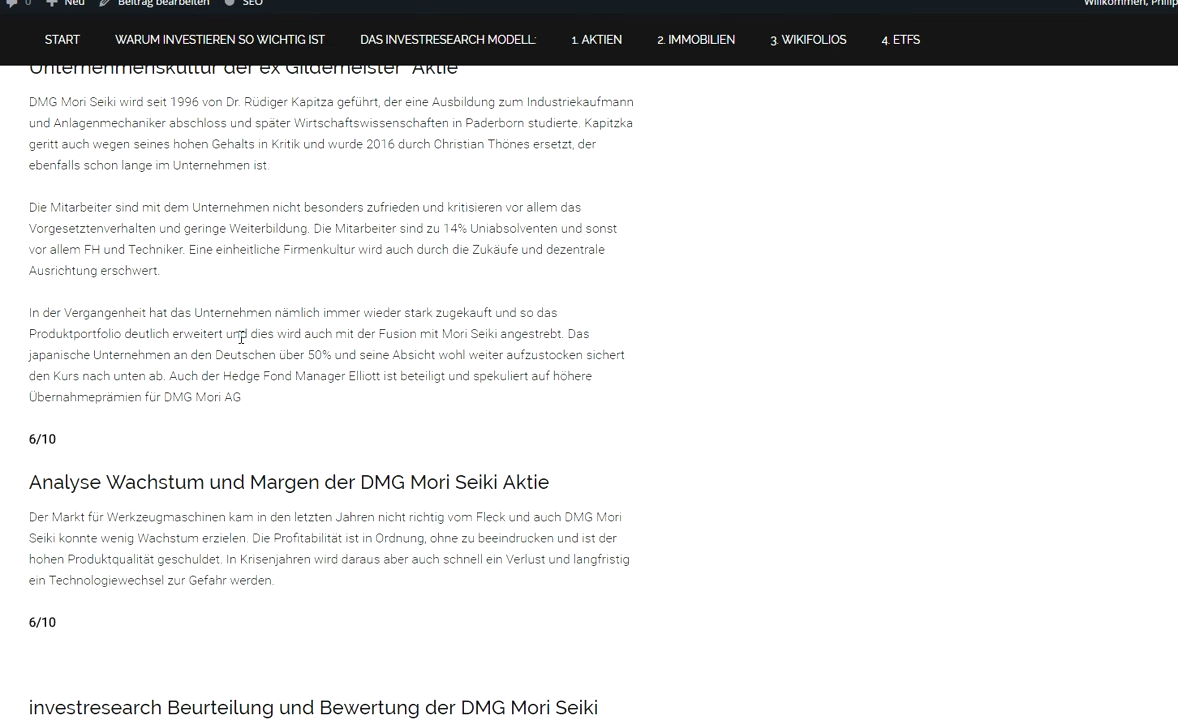 0 Neu Beitrag bearbeiten SEO Willkommen, Philip
START WARUM INVESTIEREN SO WICHTIG IST DAS INVESTRESEARCH MODELL: 1. AKTIEN 2. IMMOBILIEN 3. WIKIFOLIOS 4. ETFS
Unternehmenskultur der ex Gildemeister Aktie
DMG Mori Seiki wird seit 1996 von Dr. Rüdiger Kapitza geführt, der eine Ausbildung zum Industriekaufmann
und Anlagenmechaniker abschloss und später Wirtschaftswissenschaften in Paderborn studierte. Kapitzka
geritt auch wegen seines hohen Gehalts in Kritik und wurde 2016 durch Christian Thönes ersetzt, der
ebenfalls schon lange im Unternehmen ist.
Die Mitarbeiter sind mit dem Unternehmen nicht besonders zufrieden und kritisieren vor allem das
Vorgesetztenverhalten und geringe Weiterbildung. Die Mitarbeiter sind zu 14% Uniabsolventen und sonst
vor allem FH und Techniker. Eine einheitliche Firmenkultur wird auch durch die Zukäufe und dezentrale
Ausrichtung erschwert.
In der Vergangenheit hat das Unternehmen nämlich immer wieder stark zugekauft und so das
Produktportfolio deutlich erweitert und dies wird auch mit der Fusion mit Mori Seiki angestrebt. Das
japanische Unternehmen an den Deutschen über 50% und seine Absicht wohl weiter aufzustocken sichert
den Kurs nach unten ab. Auch der Hedge Fond Manager Elliott ist beteiligt und spekuliert auf höhere
Übernahmeprämien für DMG Mori AG
6/10
Analyse Wachstum und Margen der DMG Mori Seiki Aktie
Der Markt für Werkzeugmaschinen kam in den letzten Jahren nicht richtig vom Fleck und auch DMG Mori
Seiki konnte wenig Wachstum erzielen. Die Profitabilität ist in Ordnung, ohne zu beeindrucken und ist der
hohen Produktqualität geschuldet. In Krisenjahren wird daraus aber auch schnell ein Verlust und langfristig
ein Technologiewechsel zur Gefahr werden.
6/10
investresearch Beurteilung und Bewertung der DMG Mori Seiki